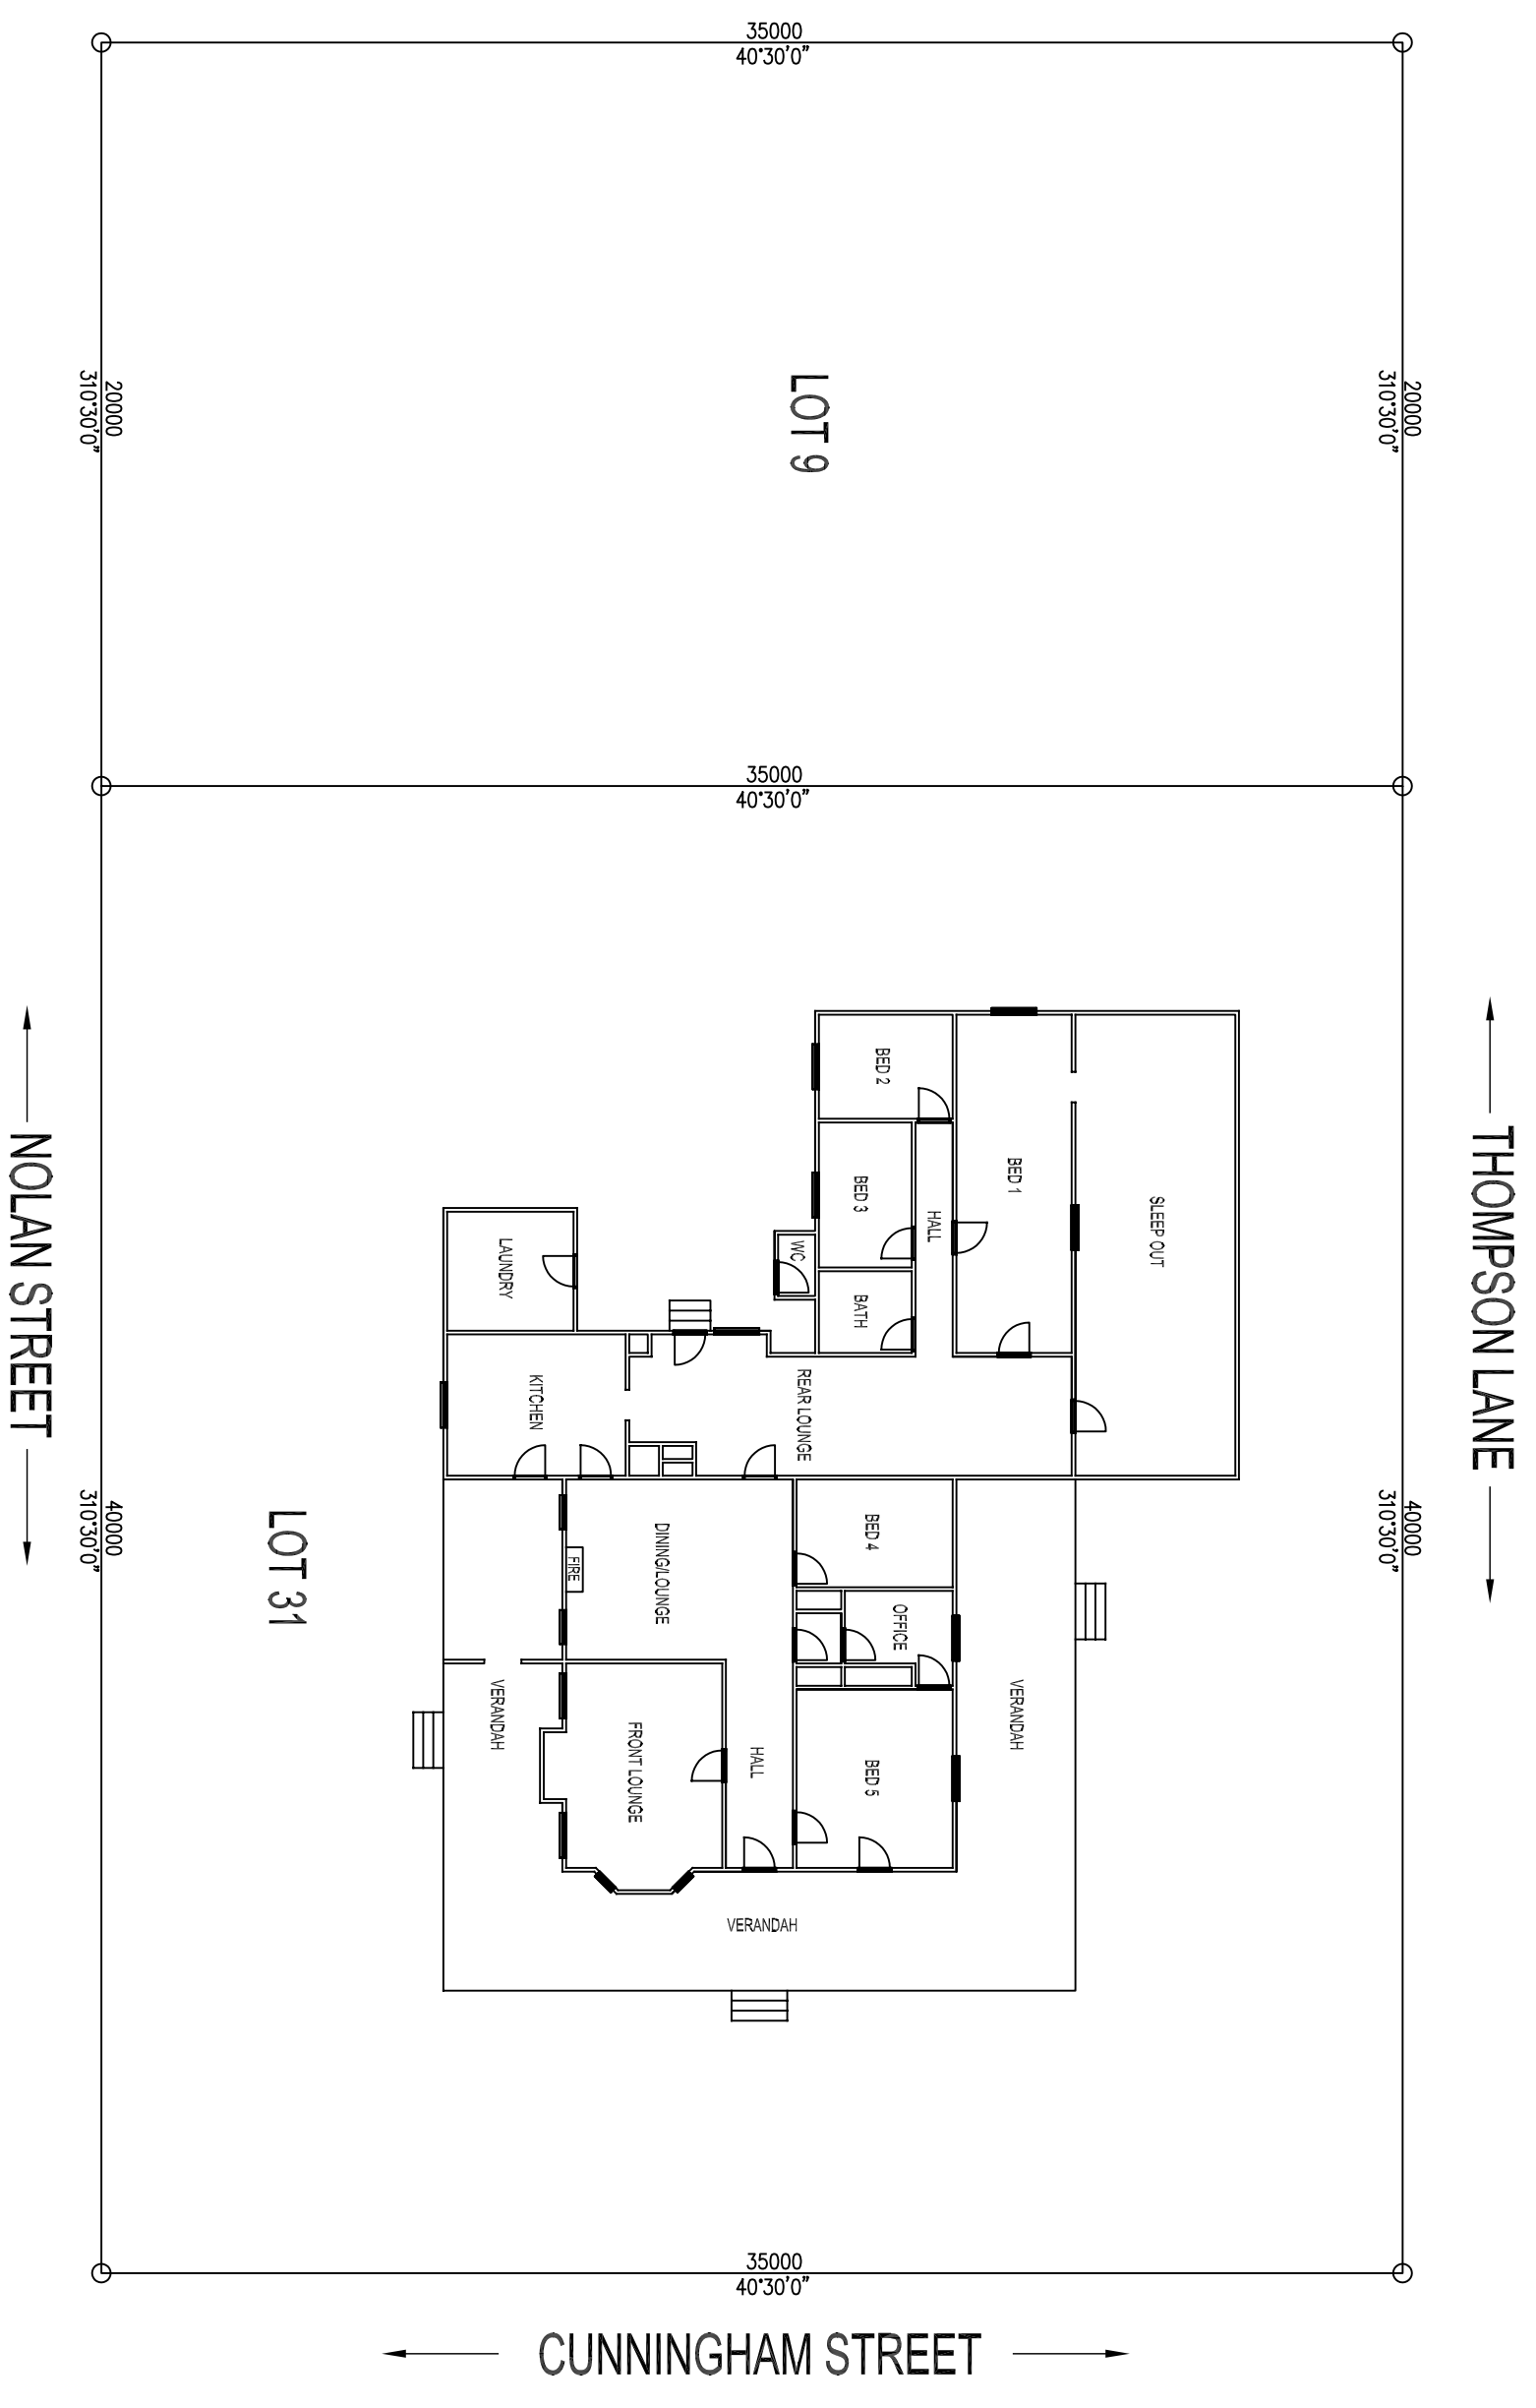 35000
40°30'0"
20000
310°30'0"
20000
310°30'0"
LOT 9
35000
40°30'0"
THOMPSON LANE
NOLAN STREET
BED 2
BED 1
BED 3
HALL
SLEEP OUT
LAUNDRY
WC
BATH
KITCHEN
REAR LOUNGE
40000
310°30'0"
40000
310°30'0"
LOT 31
DINING/LOUNGE
FIRE
BED 4
OFFICE
VERANDAH
VERANDAH
FRONT LOUNGE
HALL
BED 5
VERANDAH
35000
40°30'0"
CUNNINGHAM STREET